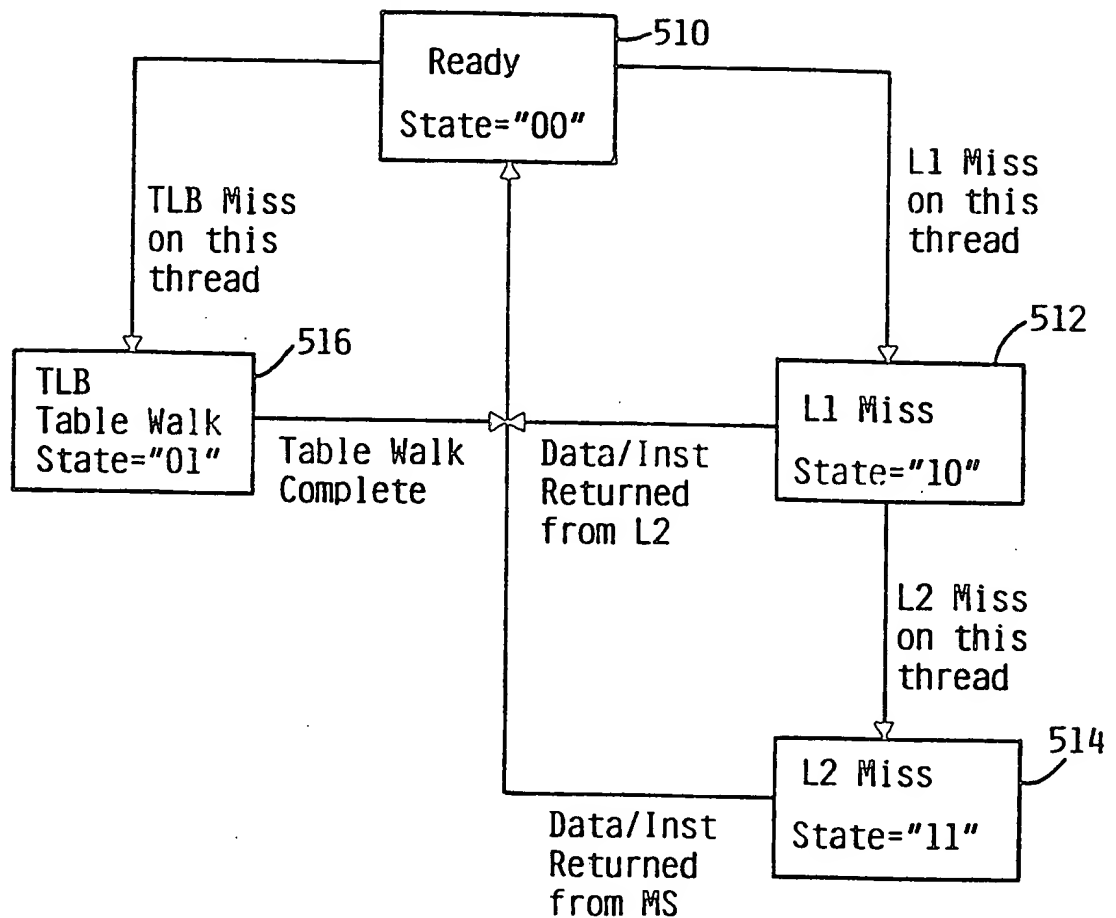 510
Ready
State="00"
TLB Miss
on this
thread
L1 Miss
on this
thread
516
TLB
Table Walk
State="01"
Table Walk
Complete
Data/Inst
Returned
from L2
512
L1 Miss
State="10"
L2 Miss
on this
thread
514
L2 Miss
State="11"
Data/Inst
Returned
from MS